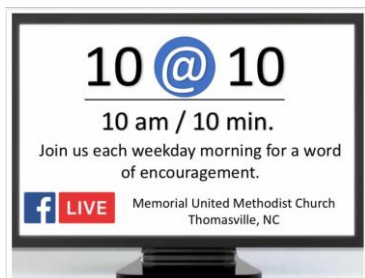 10 @ 10
10 am / 10 min.
Join us each weekday morning for a word
of encouragement.
f LIVE
Memorial United Methodist Church
Thomasville, NC